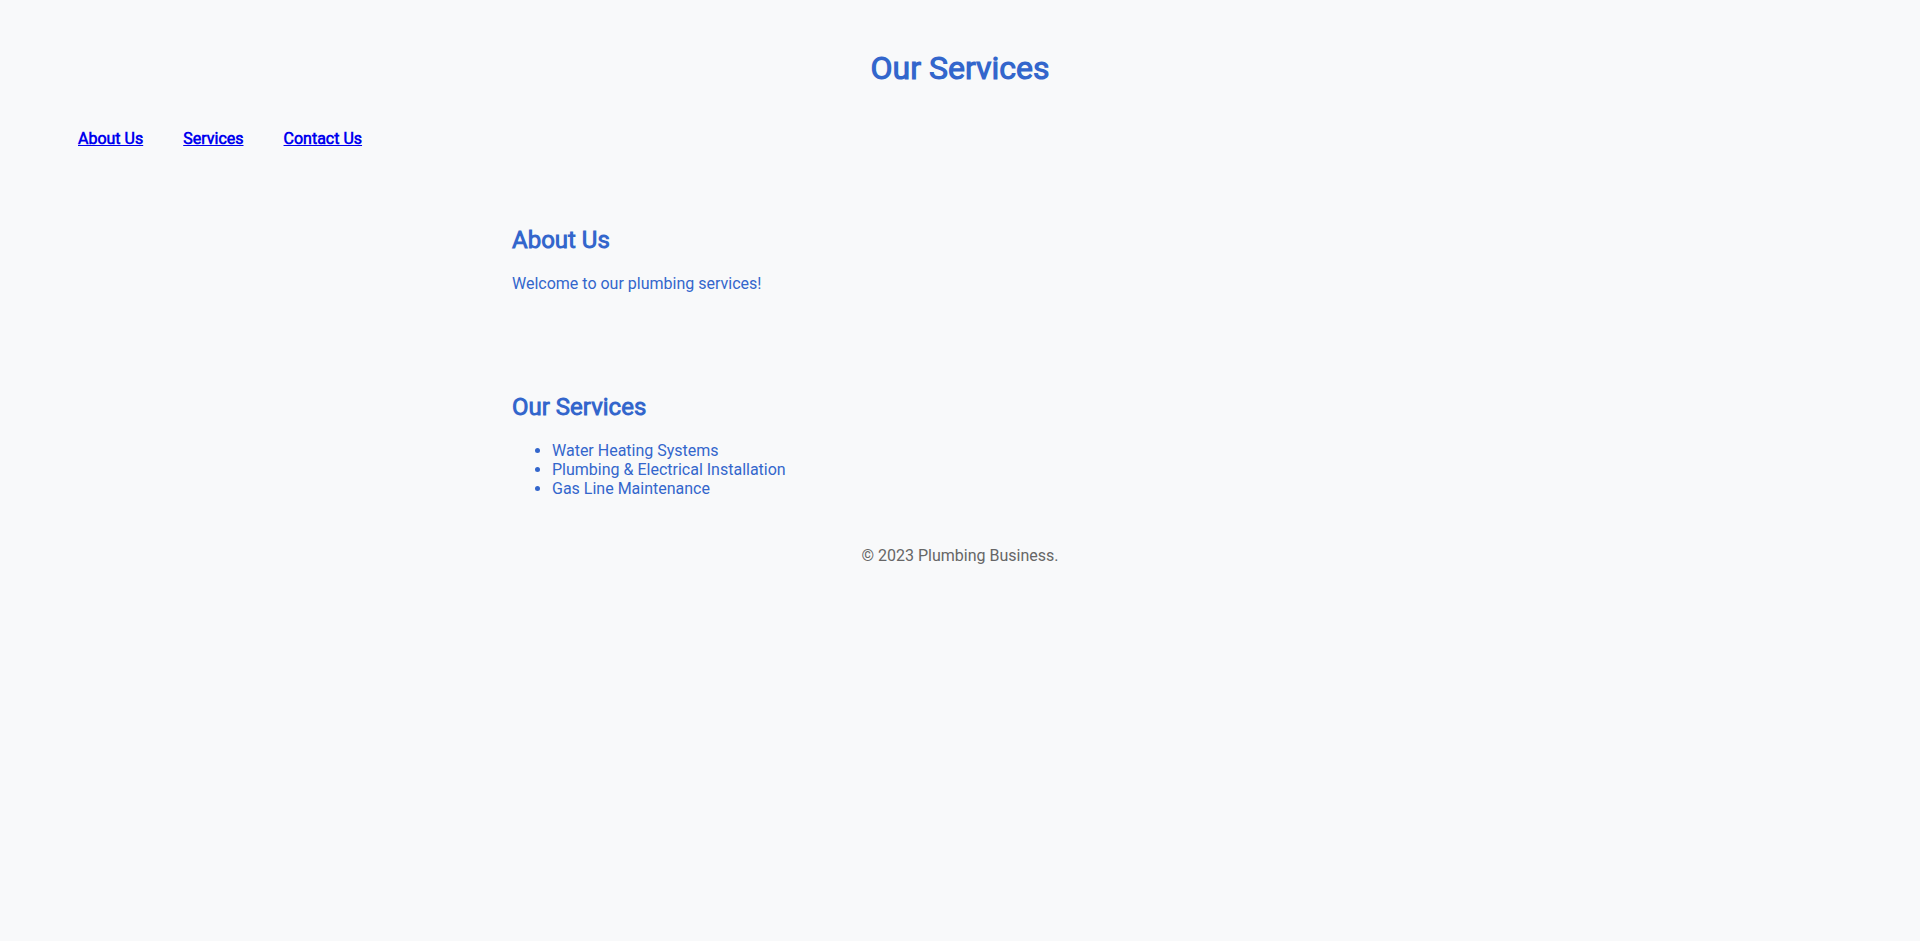 Our Services
About Us Services Contact Us
About Us
Welcome to our plumbing services!
Our Services
Water Heating Systems
Plumbing & Electrical Installation
Gas Line Maintenance
© 2023 Plumbing Business.